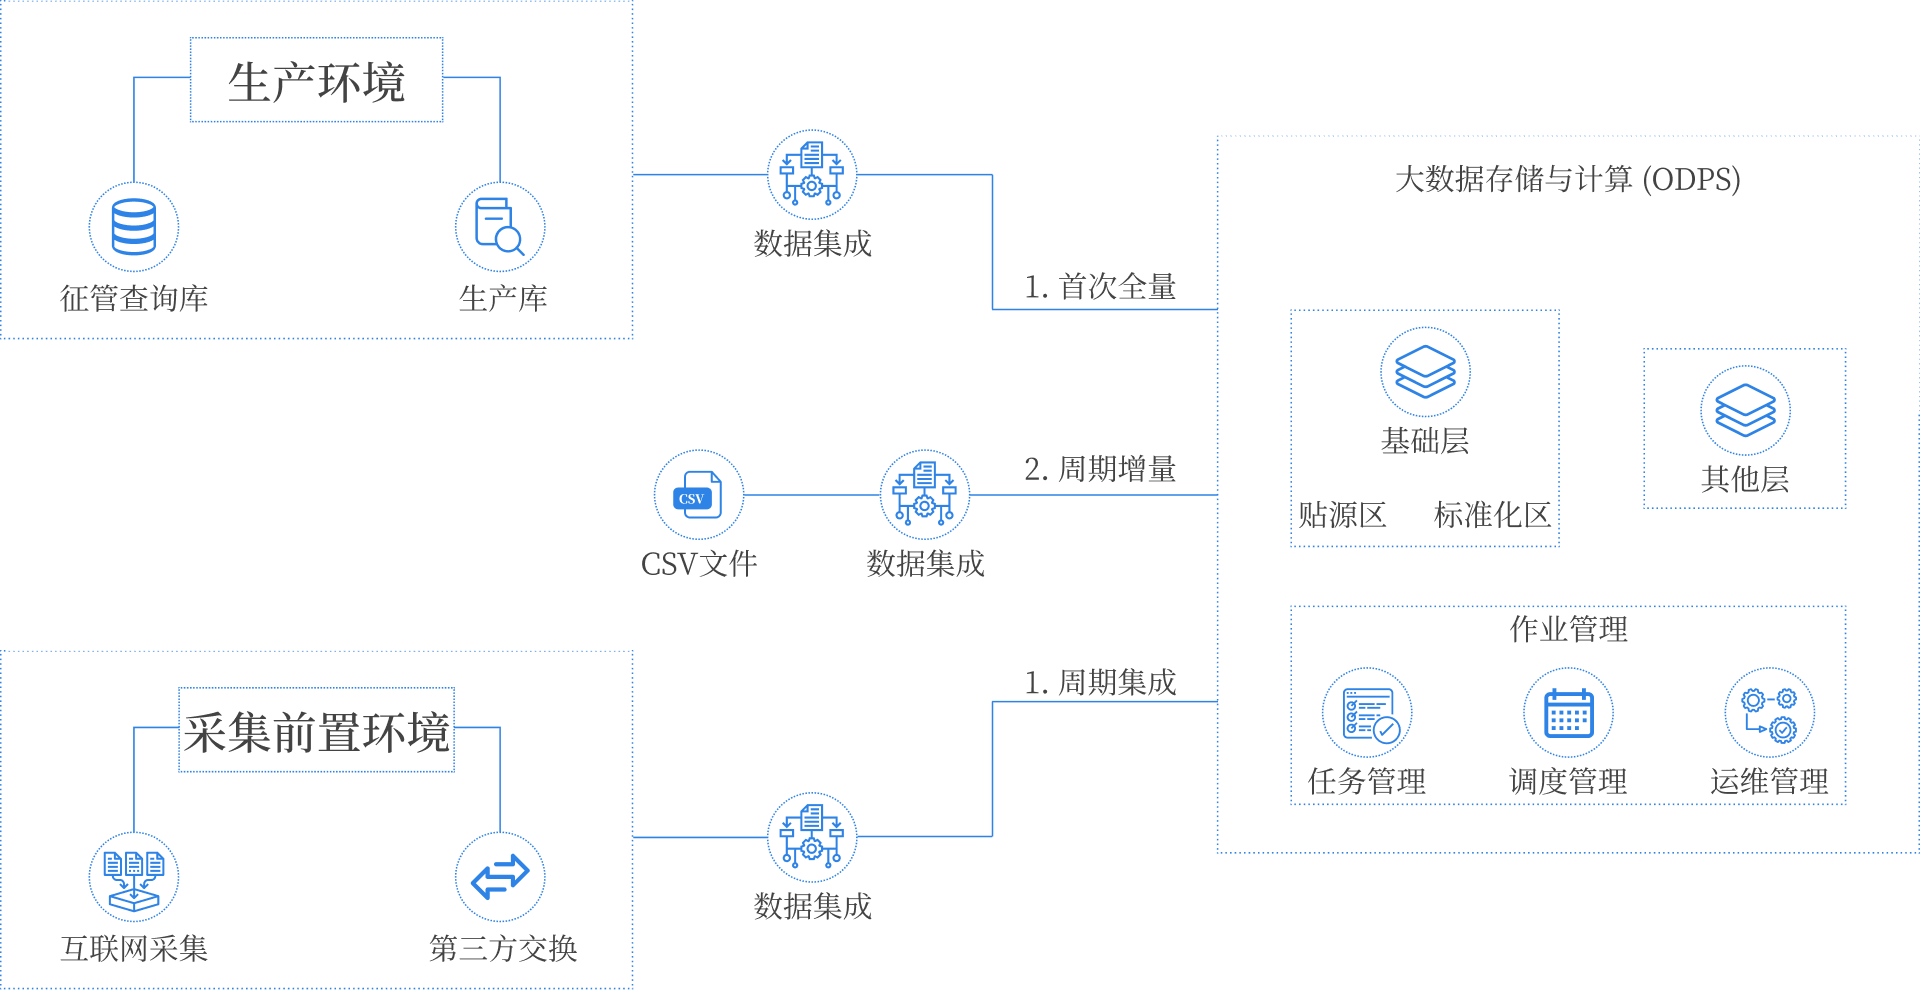 生产环境
征管查询库
生产库
数据集成
1. 首次全量
大数据存储与计算 (ODPS)
基础层
贴源区
标准化区
其他层
CSV
CSV文件
数据集成
2. 周期增量
作业管理
任务管理
调度管理
运维管理
采集前置环境
互联网采集
第三方交换
数据集成
1. 周期集成